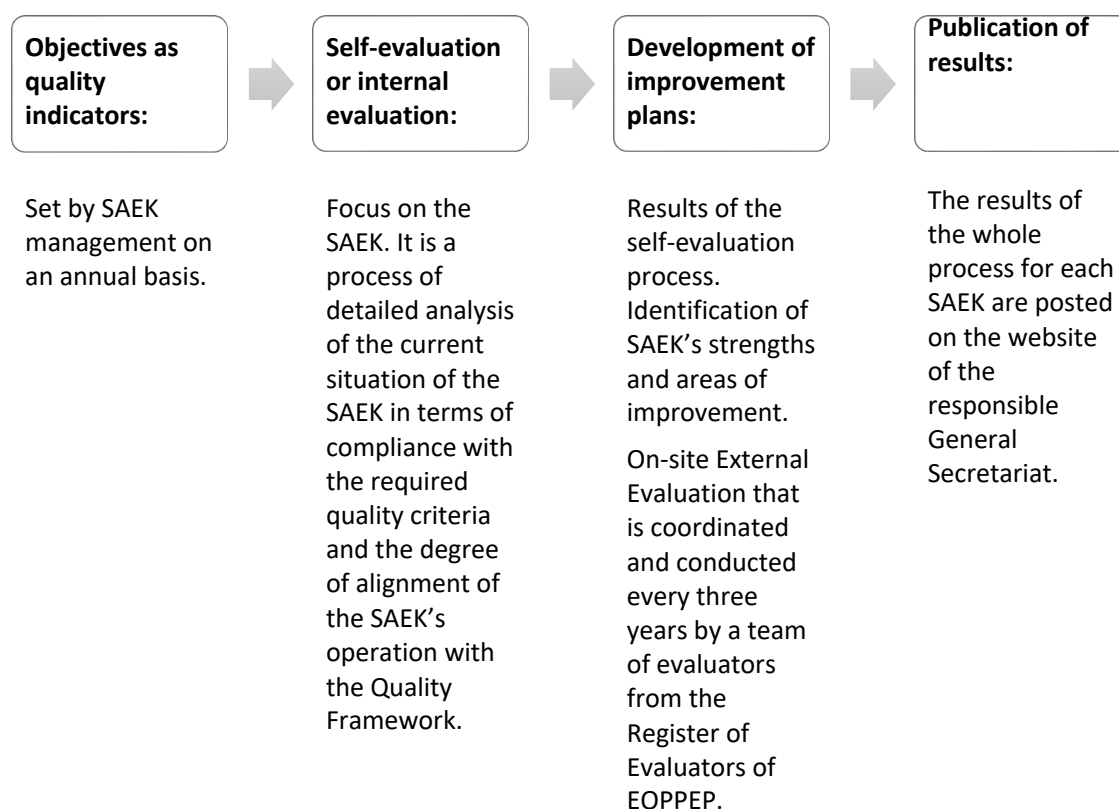 Objectives as
quality
indicators:
Set by SAEK
management on
an annual basis.
Self-evaluation
or internal
evaluation:
Focus on the
SAEK. It is a
process of
detailed analysis
of the current
situation of the
SAEK in terms of
compliance with
the required
quality criteria
and the degree
of alignment of
the SAEK’s
operation with
the Quality
Framework.
Development of
improvement
plans:
Results of the
self-evaluation
process.
Identification of
SAEK’s strengths
and areas of
improvement.
On-site External
Evaluation that
is coordinated
and conducted
every three
years by a team
of evaluators
from the
Register of
Evaluators of
EOPPEP.
Publication of
results:
The results of
the whole
process for each
SAEK are posted
on the website
of the
responsible
General
Secretariat.